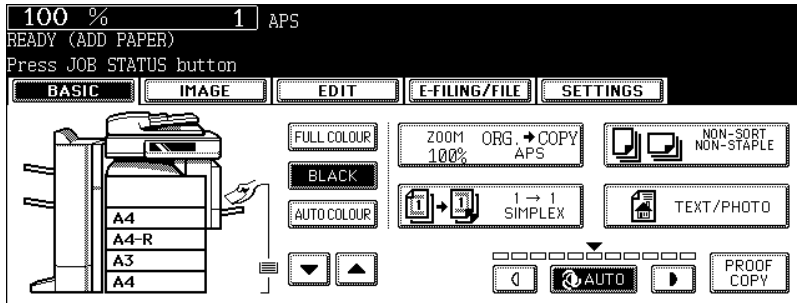 100 % 1 APS
READY (ADD PAPER)
Press JOB STATUS button
BASIC IMAGE EDIT E-FILING/FILE SETTINGS
FULL COLOUR
BLACK
AUTO COLOUR
ZOOM ORG. → COPY
100% APS
NON-SORT
NON-STAPLE
1 → 1
1 → 1
SIMPLEX
TEXT/PHOTO
A4
A4-R
A3
A4
AUTO
PROOF
COPY